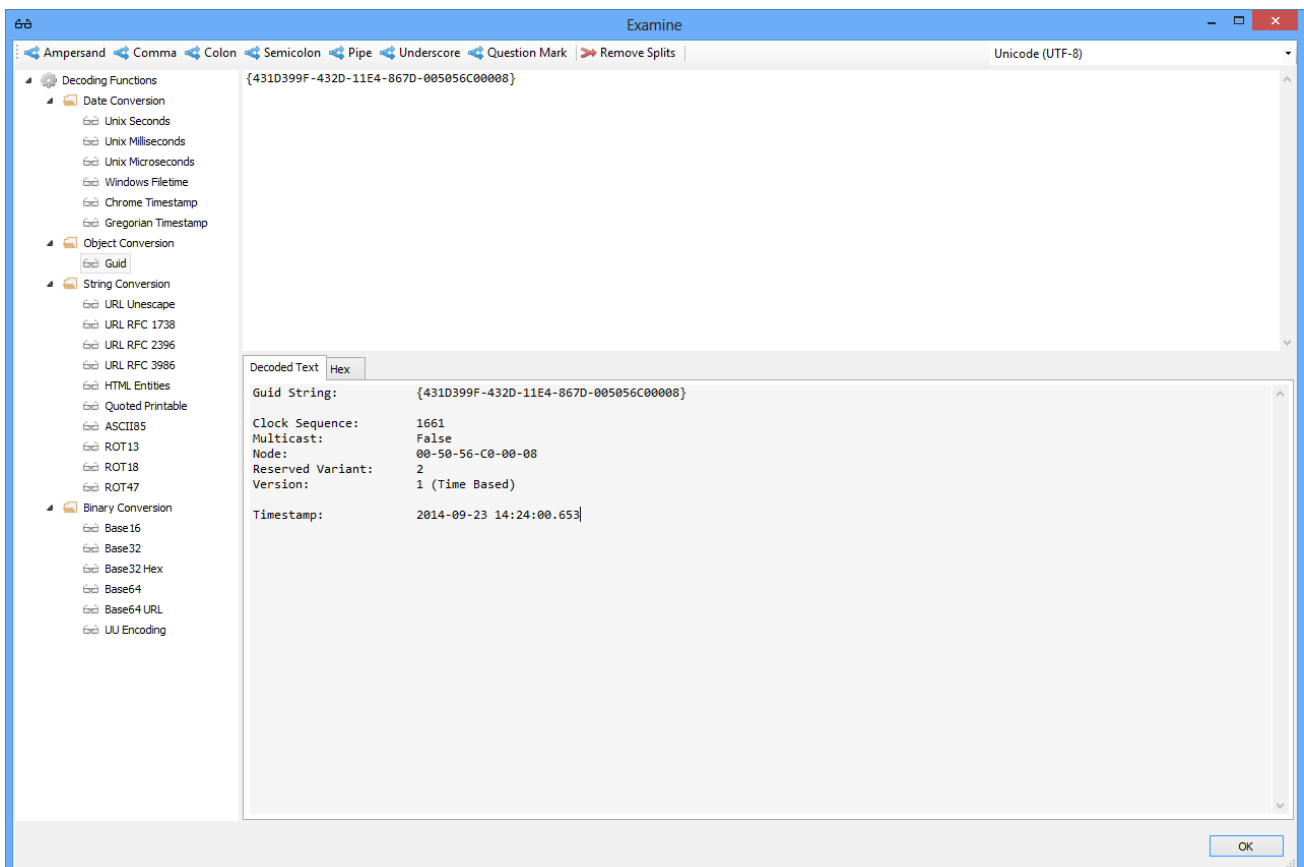 Examine
Ampersand Comma Colon Semicolon Pipe Underscore Question Mark Remove Splits Unicode (UTF-8)
Decoding Functions
Date Conversion
Unix Seconds
Unix Milliseconds
Unix Microseconds
Windows Filetime
Chrome Timestamp
Gregorian Timestamp
Object Conversion
Guid
String Conversion
URL Unescape
URL RFC 1738
URL RFC 2396
URL RFC 3986
HTML Entities
Quoted Printable
ASCII85
ROT13
ROT18
ROT47
Binary Conversion
Base16
Base32
Base32 Hex
Base64
Base64 URL
UU Encoding
{431D399F-432D-11E4-867D-005056C00008}
Decoded Text Hex
Guid String: {431D399F-432D-11E4-867D-005056C00008}
Clock Sequence: 1661
Multicast: False
Node: 00-50-56-C0-00-08
Reserved Variant: 2
Version: 1 (Time Based)
Timestamp: 2014-09-23 14:24:00.653
OK